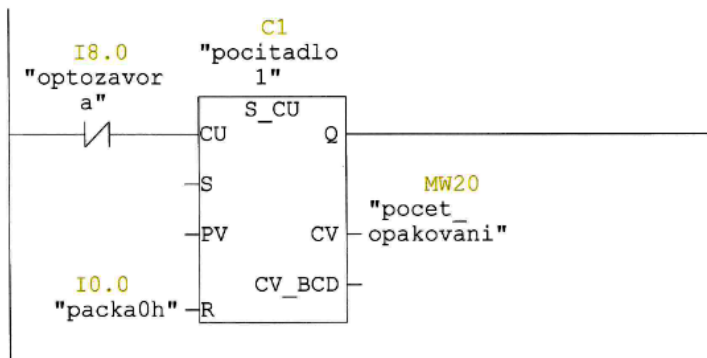 C1
I8.0
"pocitadlo
"optozavor
1"
a"
S_CU
CU
Q
S
MW20
"pocet_
PV
CV
opakovani"
I0.0
CV_BCD
"packa0h"
R